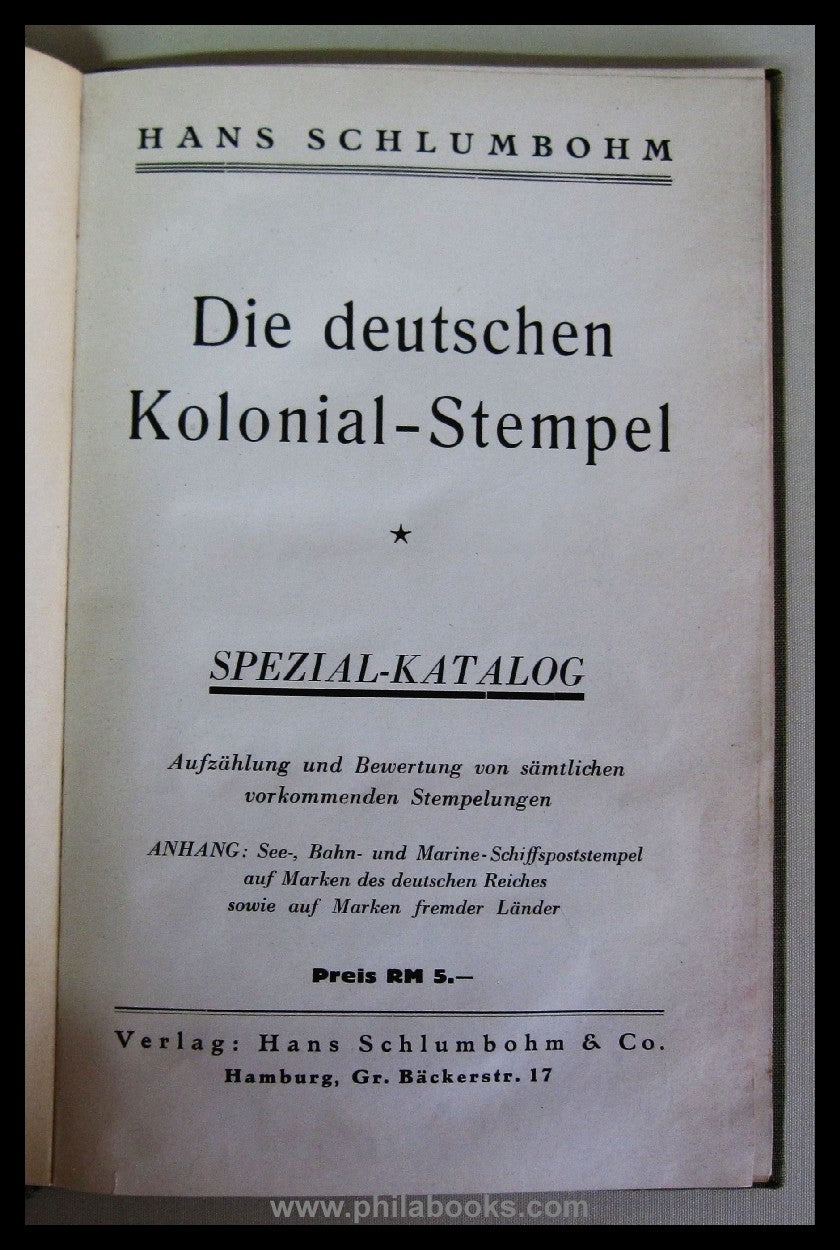 HANS SCHLUMBOHM
Die deutschen
Kolonial-Stempel
★
SPEZIAL-KATALOG
Aufzählung und Bewertung von sämtlichen
vorkommenden Stempelungen
ANHANG: See-, Bahn- und Marine-Schiffspoststempel
auf Marken des deutschen Reiches
sowie auf Marken fremder Länder
Preis RM 5.—
Verlag: Hans Schlumbohm & Co.
Hamburg, Gr. Bäckerstr. 17
www.philabooks.com